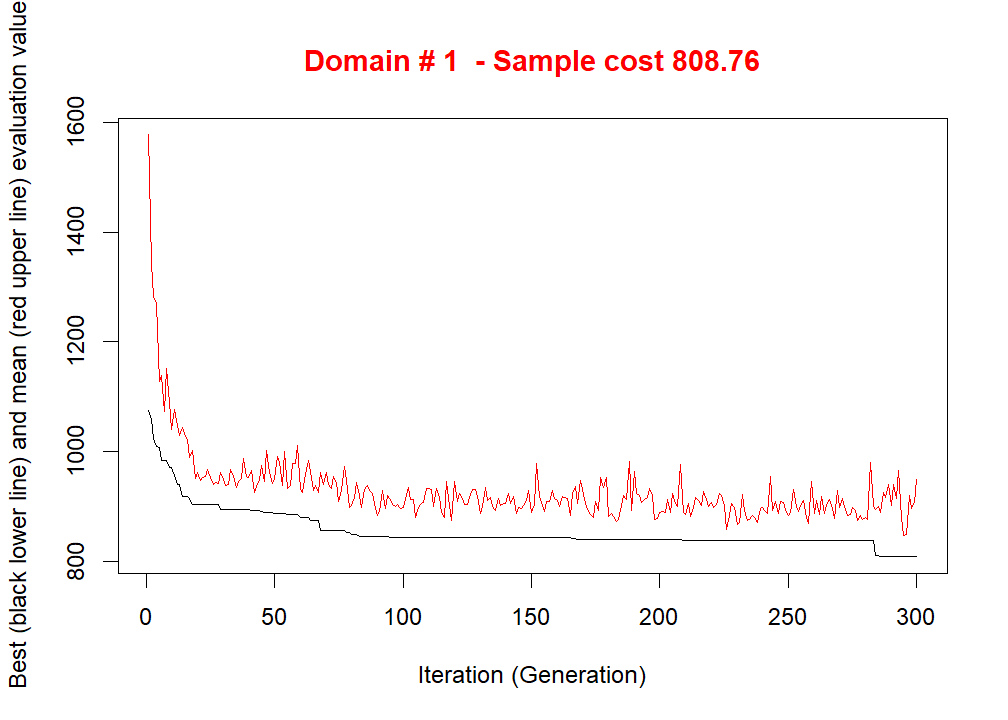 Domain # 1  - Sample cost 808.76
Best (black lower line) and mean (red upper line) evaluation value
1600
1400
1200
1000
800
0 50 100 150 200 250 300
Iteration (Generation)